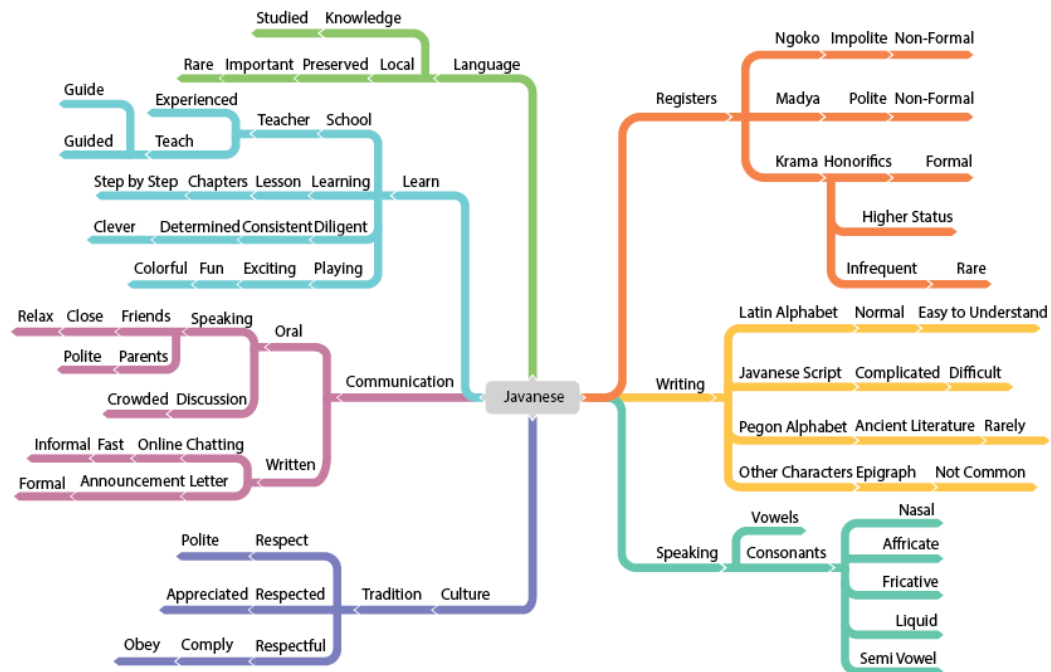 Javanese
Studied Knowledge
Rare Important Preserved Local Language
Guide
Experienced
Guided Teach Teacher School
Step by Step Chapters Lesson Learning Learn
Clever Determined Consistent Diligent
Colorful Fun Exciting Playing
Relax Close Friends Speaking Oral
Polite Parents
Crowded Discussion
Communication
Informal Fast Online Chatting
Written
Formal Announcement Letter
Polite Respect
Appreciated Respected Tradition Culture
Obey Comply Respectful
Ngoko Impolite Non-Formal
Registers Madya Polite Non-Formal
Krama Honorifics Formal
Higher Status
Infrequent Rare
Latin Alphabet Normal Easy to Understand
Writing Javanese Script Complicated Difficult
Pegon Alphabet Ancient Literature Rarely
Other Characters Epigraph Not Common
Vowels
Speaking Consonants
Nasal
Affricate
Fricative
Liquid
Semi Vowel